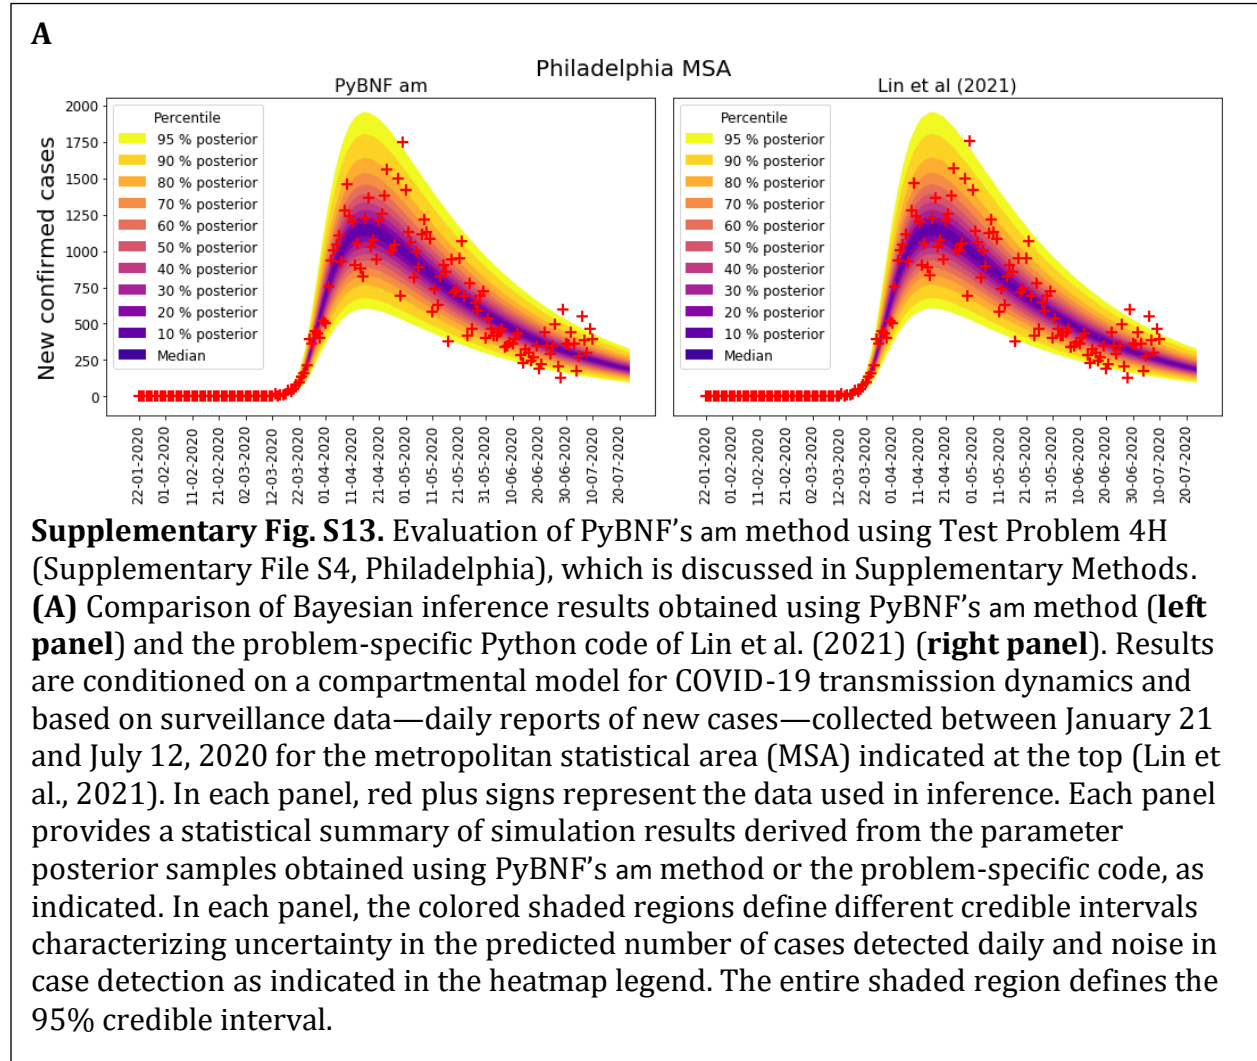 A
Philadelphia MSA
PyBNF am
Lin et al (2021)
New confirmed cases
2000
1750
1500
1250
1000
750
500
250
0
Percentile
95 % posterior
90 % posterior
80 % posterior
70 % posterior
60 % posterior
50 % posterior
40 % posterior
30 % posterior
20 % posterior
10 % posterior
Median
Percentile
95 % posterior
90 % posterior
80 % posterior
70 % posterior
60 % posterior
50 % posterior
40 % posterior
30 % posterior
20 % posterior
10 % posterior
Median
22-01-2020
01-02-2020
11-02-2020
21-02-2020
02-03-2020
12-03-2020
22-03-2020
01-04-2020
11-04-2020
21-04-2020
01-05-2020
11-05-2020
21-05-2020
31-05-2020
10-06-2020
20-06-2020
30-06-2020
10-07-2020
20-07-2020
22-01-2020
01-02-2020
11-02-2020
21-02-2020
02-03-2020
12-03-2020
22-03-2020
01-04-2020
11-04-2020
21-04-2020
01-05-2020
11-05-2020
21-05-2020
31-05-2020
10-06-2020
20-06-2020
30-06-2020
10-07-2020
20-07-2020
Supplementary Fig. S13. Evaluation of PyBNF’s am method using Test Problem 4H
(Supplementary File S4, Philadelphia), which is discussed in Supplementary Methods.
(A) Comparison of Bayesian inference results obtained using PyBNF’s am method (left
panel) and the problem-specific Python code of Lin et al. (2021) (right panel). Results
are conditioned on a compartmental model for COVID-19 transmission dynamics and
based on surveillance data—daily reports of new cases—collected between January 21
and July 12, 2020 for the metropolitan statistical area (MSA) indicated at the top (Lin et
al., 2021). In each panel, red plus signs represent the data used in inference. Each panel
provides a statistical summary of simulation results derived from the parameter
posterior samples obtained using PyBNF’s am method or the problem-specific code, as
indicated. In each panel, the colored shaded regions define different credible intervals
characterizing uncertainty in the predicted number of cases detected daily and noise in
case detection as indicated in the heatmap legend. The entire shaded region defines the
95% credible interval.